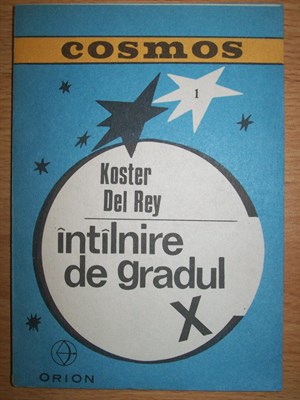 cosmos
1
Koster
Del Rey
întîlnire
de gradul
X
ORION